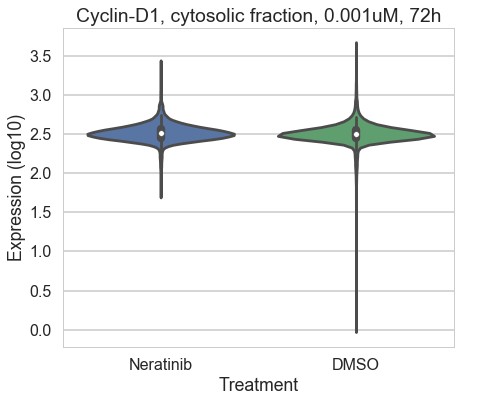 Cyclin-D1, cytosolic fraction, 0.001uM, 72h
Expression (log10)
3.5
3.0
2.5
2.0
1.5
1.0
0.5
0.0
Neratinib DMSO
Treatment